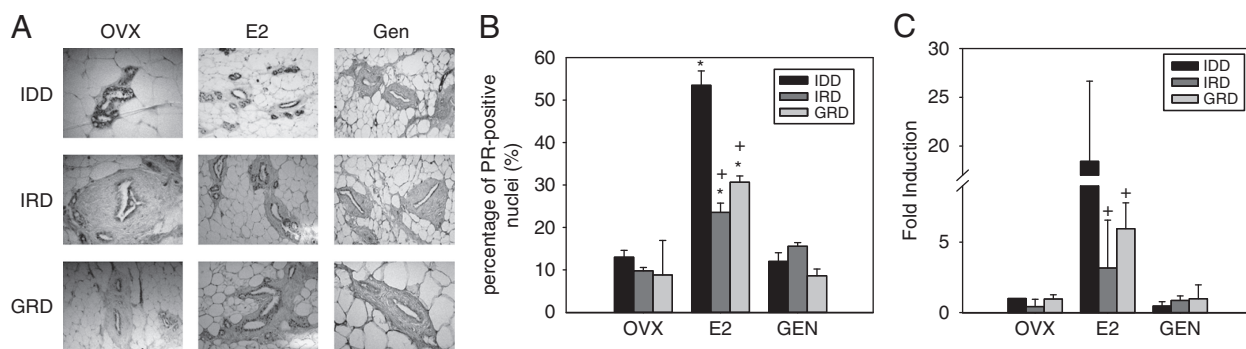 A
OVX E2 Gen
IDD
IRD
GRD
B
percentage of PR-positive
nuclei (%)
60
50
40
30
20
10
0
IDD
IRD
GRD
*
+
*
+
*
OVX E2 GEN
C
Fold Induction
30
25
20
5
0
IDD
IRD
GRD
+
+
OVX E2 GEN